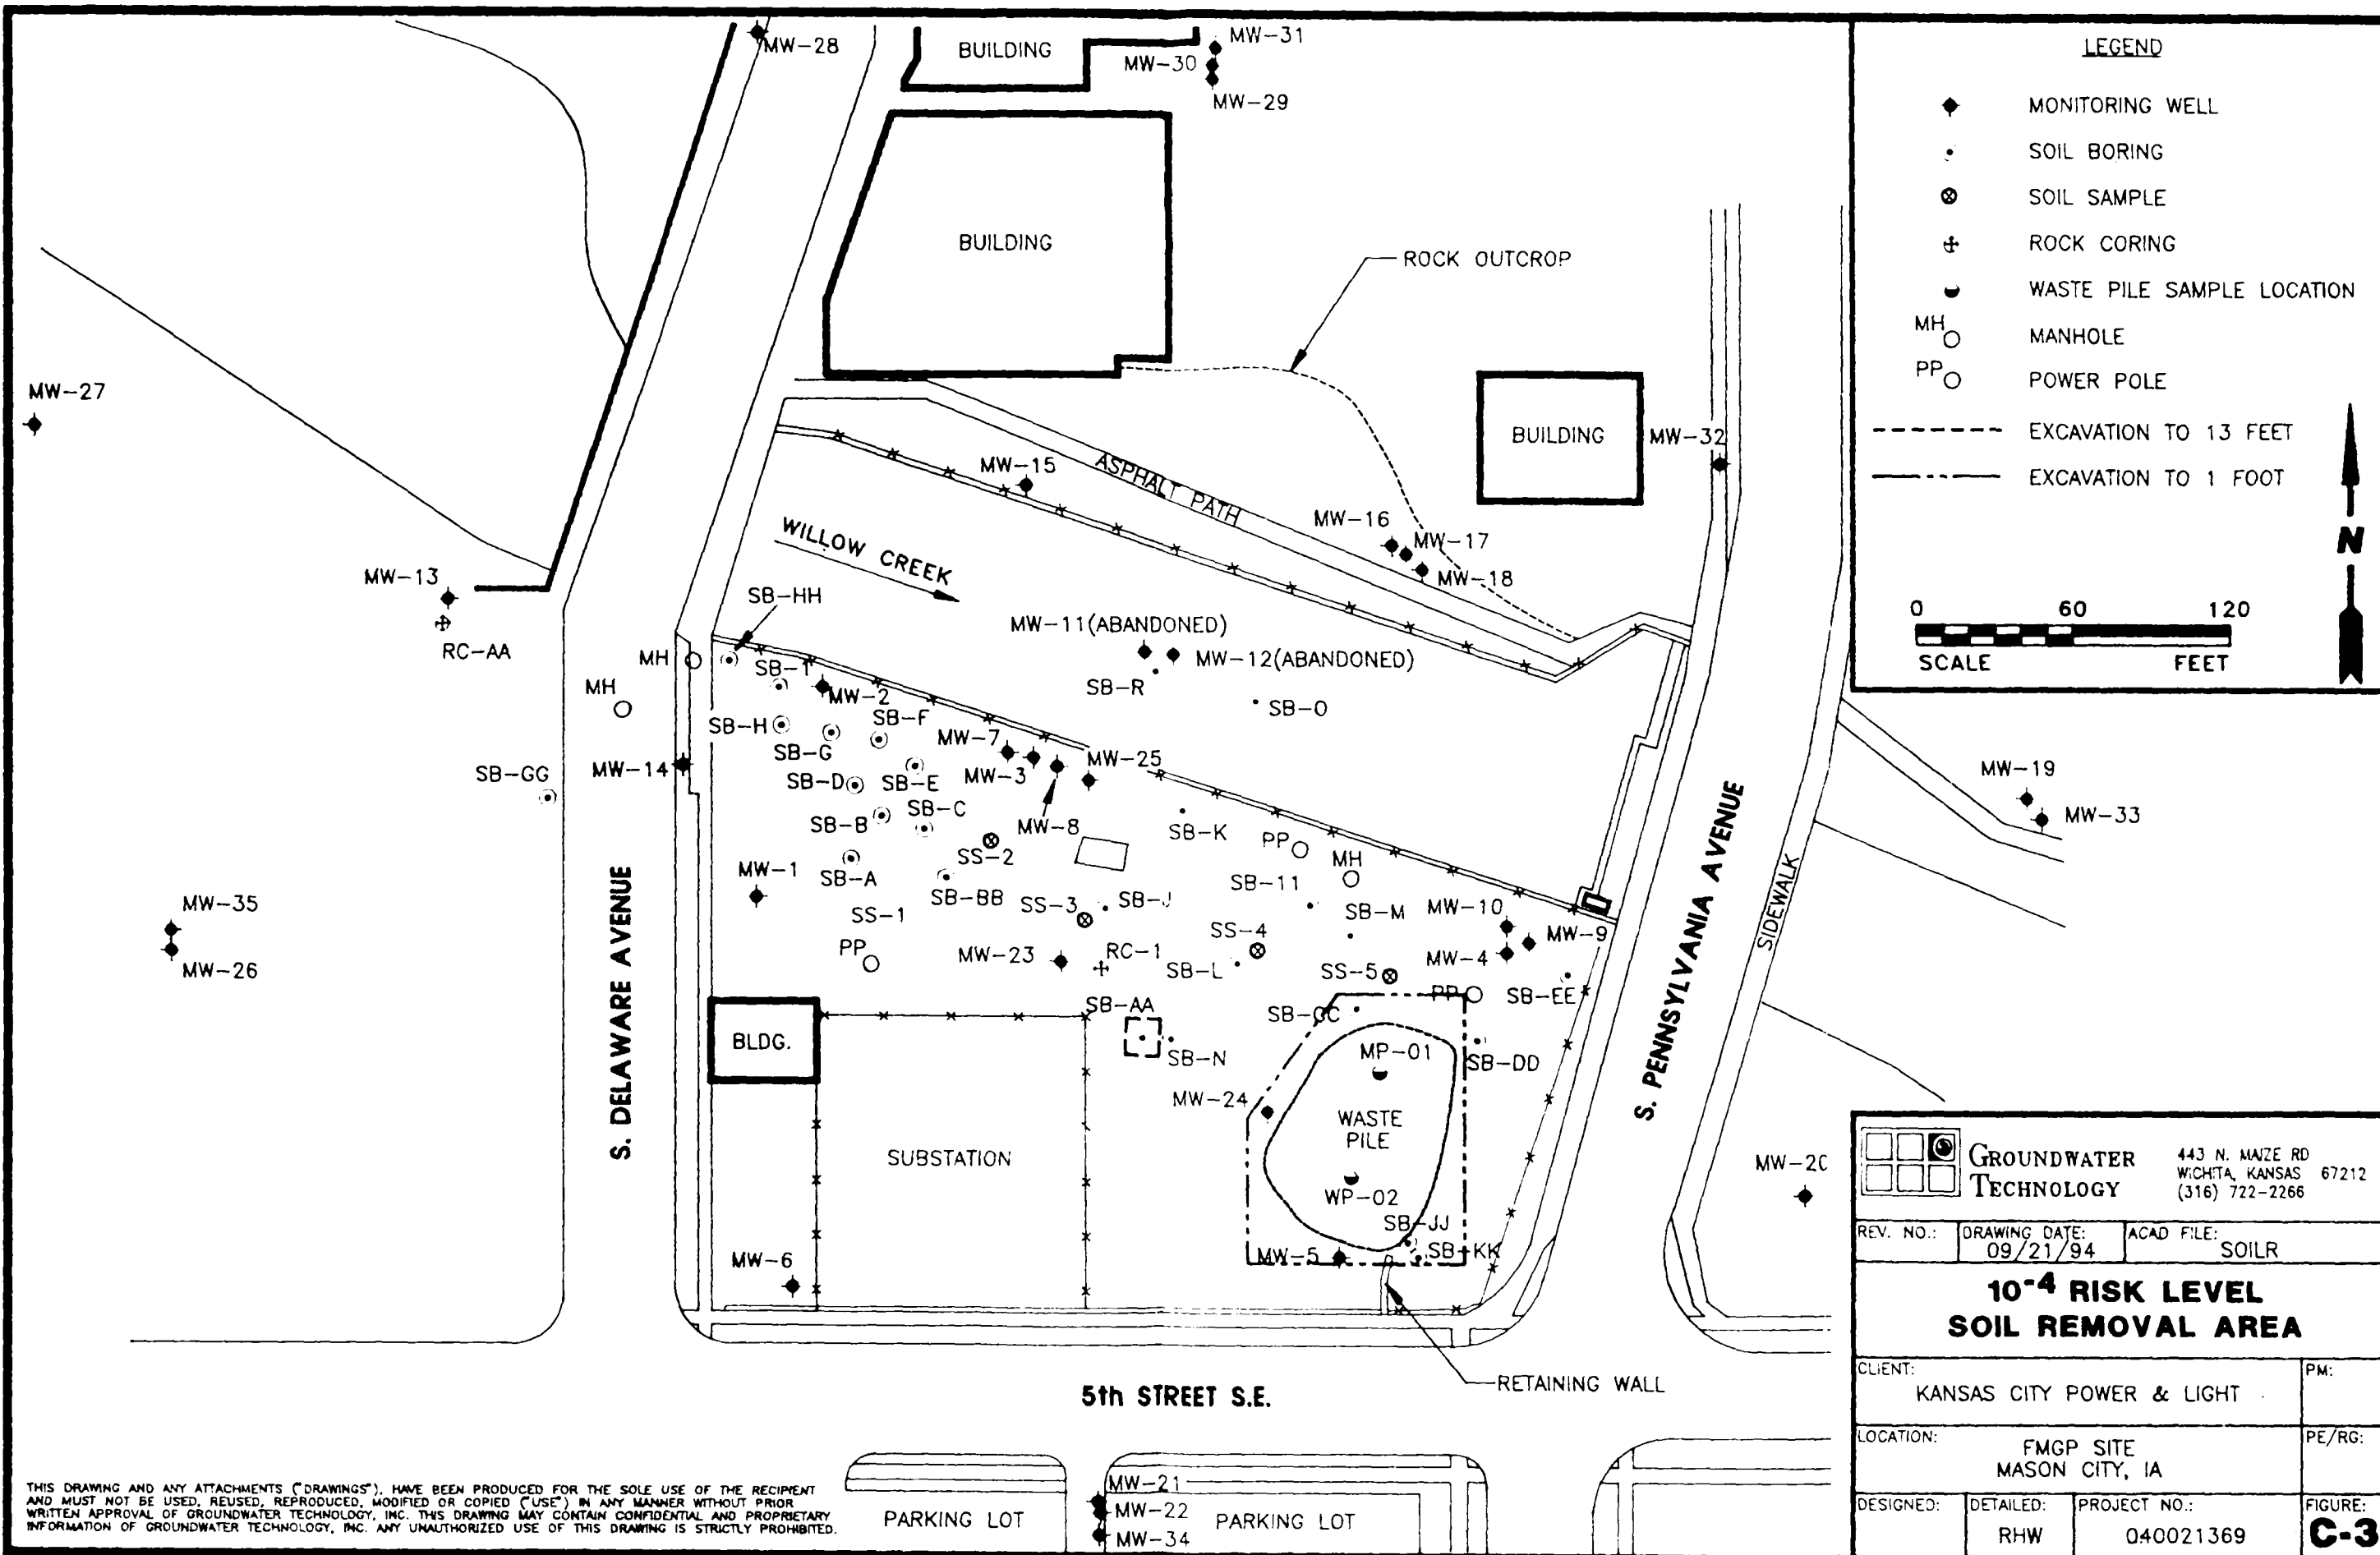 MW-28
BUILDING
MW-31
MW-30
MW-29
BUILDING
ROCK OUTCROP
MW-27
BUILDING
MW-32
MW-15
ASPHALT PATH
MW-16
MW-17
MW-18
WILLOW CREEK
MW-13
RC-AA
SB-HH
MW-11(ABANDONED)
MW-12(ABANDONED)
MH
SB-1
SB-R
MH
MW-2
SB-O
SB-H
SB-F
SB-G
MW-7
MW-25
SB-GG
MW-14
MW-3
SB-D
SB-E
SB-C
SB-B
MW-8
SB-K
PP
MH
SS-2
MW-1
SB-A
SB-11
SB-BB
SS-3
SB-J
SS-1
SB-M
MW-10
MW-9
SS-4
PP
MW-23
RC-1
SB-L
SS-5
MW-4
MW-35
MW-26
SB-AA
PP
SB-EE
SB-CC
BLDG.
SB-N
MP-01
SB-DD
MW-24
WASTE
PILE
SUBSTATION
WP-02
SB-JJ
SB-KK
MW-5
MW-6
MW-19
MW-33
MW-20
S. DELAWARE AVENUE
S. PENNSYLVANIA AVENUE
SIDEWALK
RETAINING WALL
5th STREET S.E.
PARKING LOT
MW-21
MW-22
MW-34
PARKING LOT
THIS DRAWING AND ANY ATTACHMENTS ("DRAWINGS"), HAVE BEEN PRODUCED FOR THE SOLE USE OF THE RECIPIENT
AND MUST NOT BE USED, REUSED, REPRODUCED, MODIFIED OR COPIED ("USE") IN ANY MANNER WITHOUT PRIOR
WRITTEN APPROVAL OF GROUNDWATER TECHNOLOGY, INC. THIS DRAWING MAY CONTAIN CONFIDENTIAL AND PROPRIETARY
INFORMATION OF GROUNDWATER TECHNOLOGY, INC. ANY UNAUTHORIZED USE OF THIS DRAWING IS STRICTLY PROHIBITED.
LEGEND
MONITORING WELL
SOIL BORING
SOIL SAMPLE
ROCK CORING
WASTE PILE SAMPLE LOCATION
MH
MANHOLE
PP
POWER POLE
EXCAVATION TO 13 FEET
EXCAVATION TO 1 FOOT
N
0 60 120
SCALE FEET
GROUNDWATER
TECHNOLOGY
443 N. MAIZE RD
WICHITA, KANSAS 67212
(316) 722-2266
REV. NO.:
DRAWING DATE:
09/21/94
ACAD FILE:
SOILR
10-4 RISK LEVEL
SOIL REMOVAL AREA
CLIENT:
KANSAS CITY POWER & LIGHT
PM:
LOCATION:
FMGP SITE
MASON CITY, IA
PE/RG:
DESIGNED:
DETAILED:
RHW
PROJECT NO.:
040021369
FIGURE:
C-3